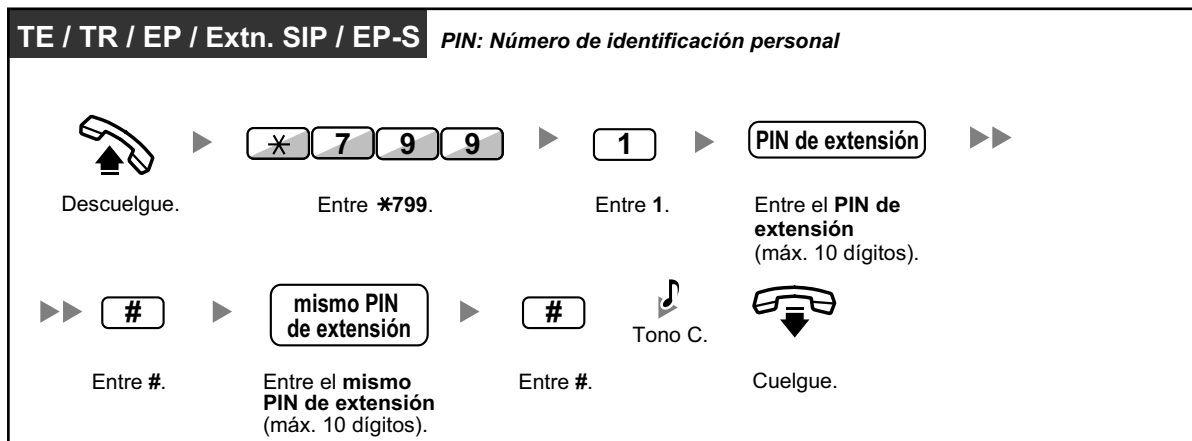 TE / TR / EP / Extn. SIP / EP-S PIN: Número de identificación personal
* 7 9 9 1 PIN de extensión
Descuelgue. Entre *799. Entre 1. Entre el PIN de
extensión
(máx. 10 dígitos).
# mismo PIN
de extensión #
Tono C.
Entre #. Entre el mismo Entre #. Cuelgue.
PIN de extensión
(máx. 10 dígitos).